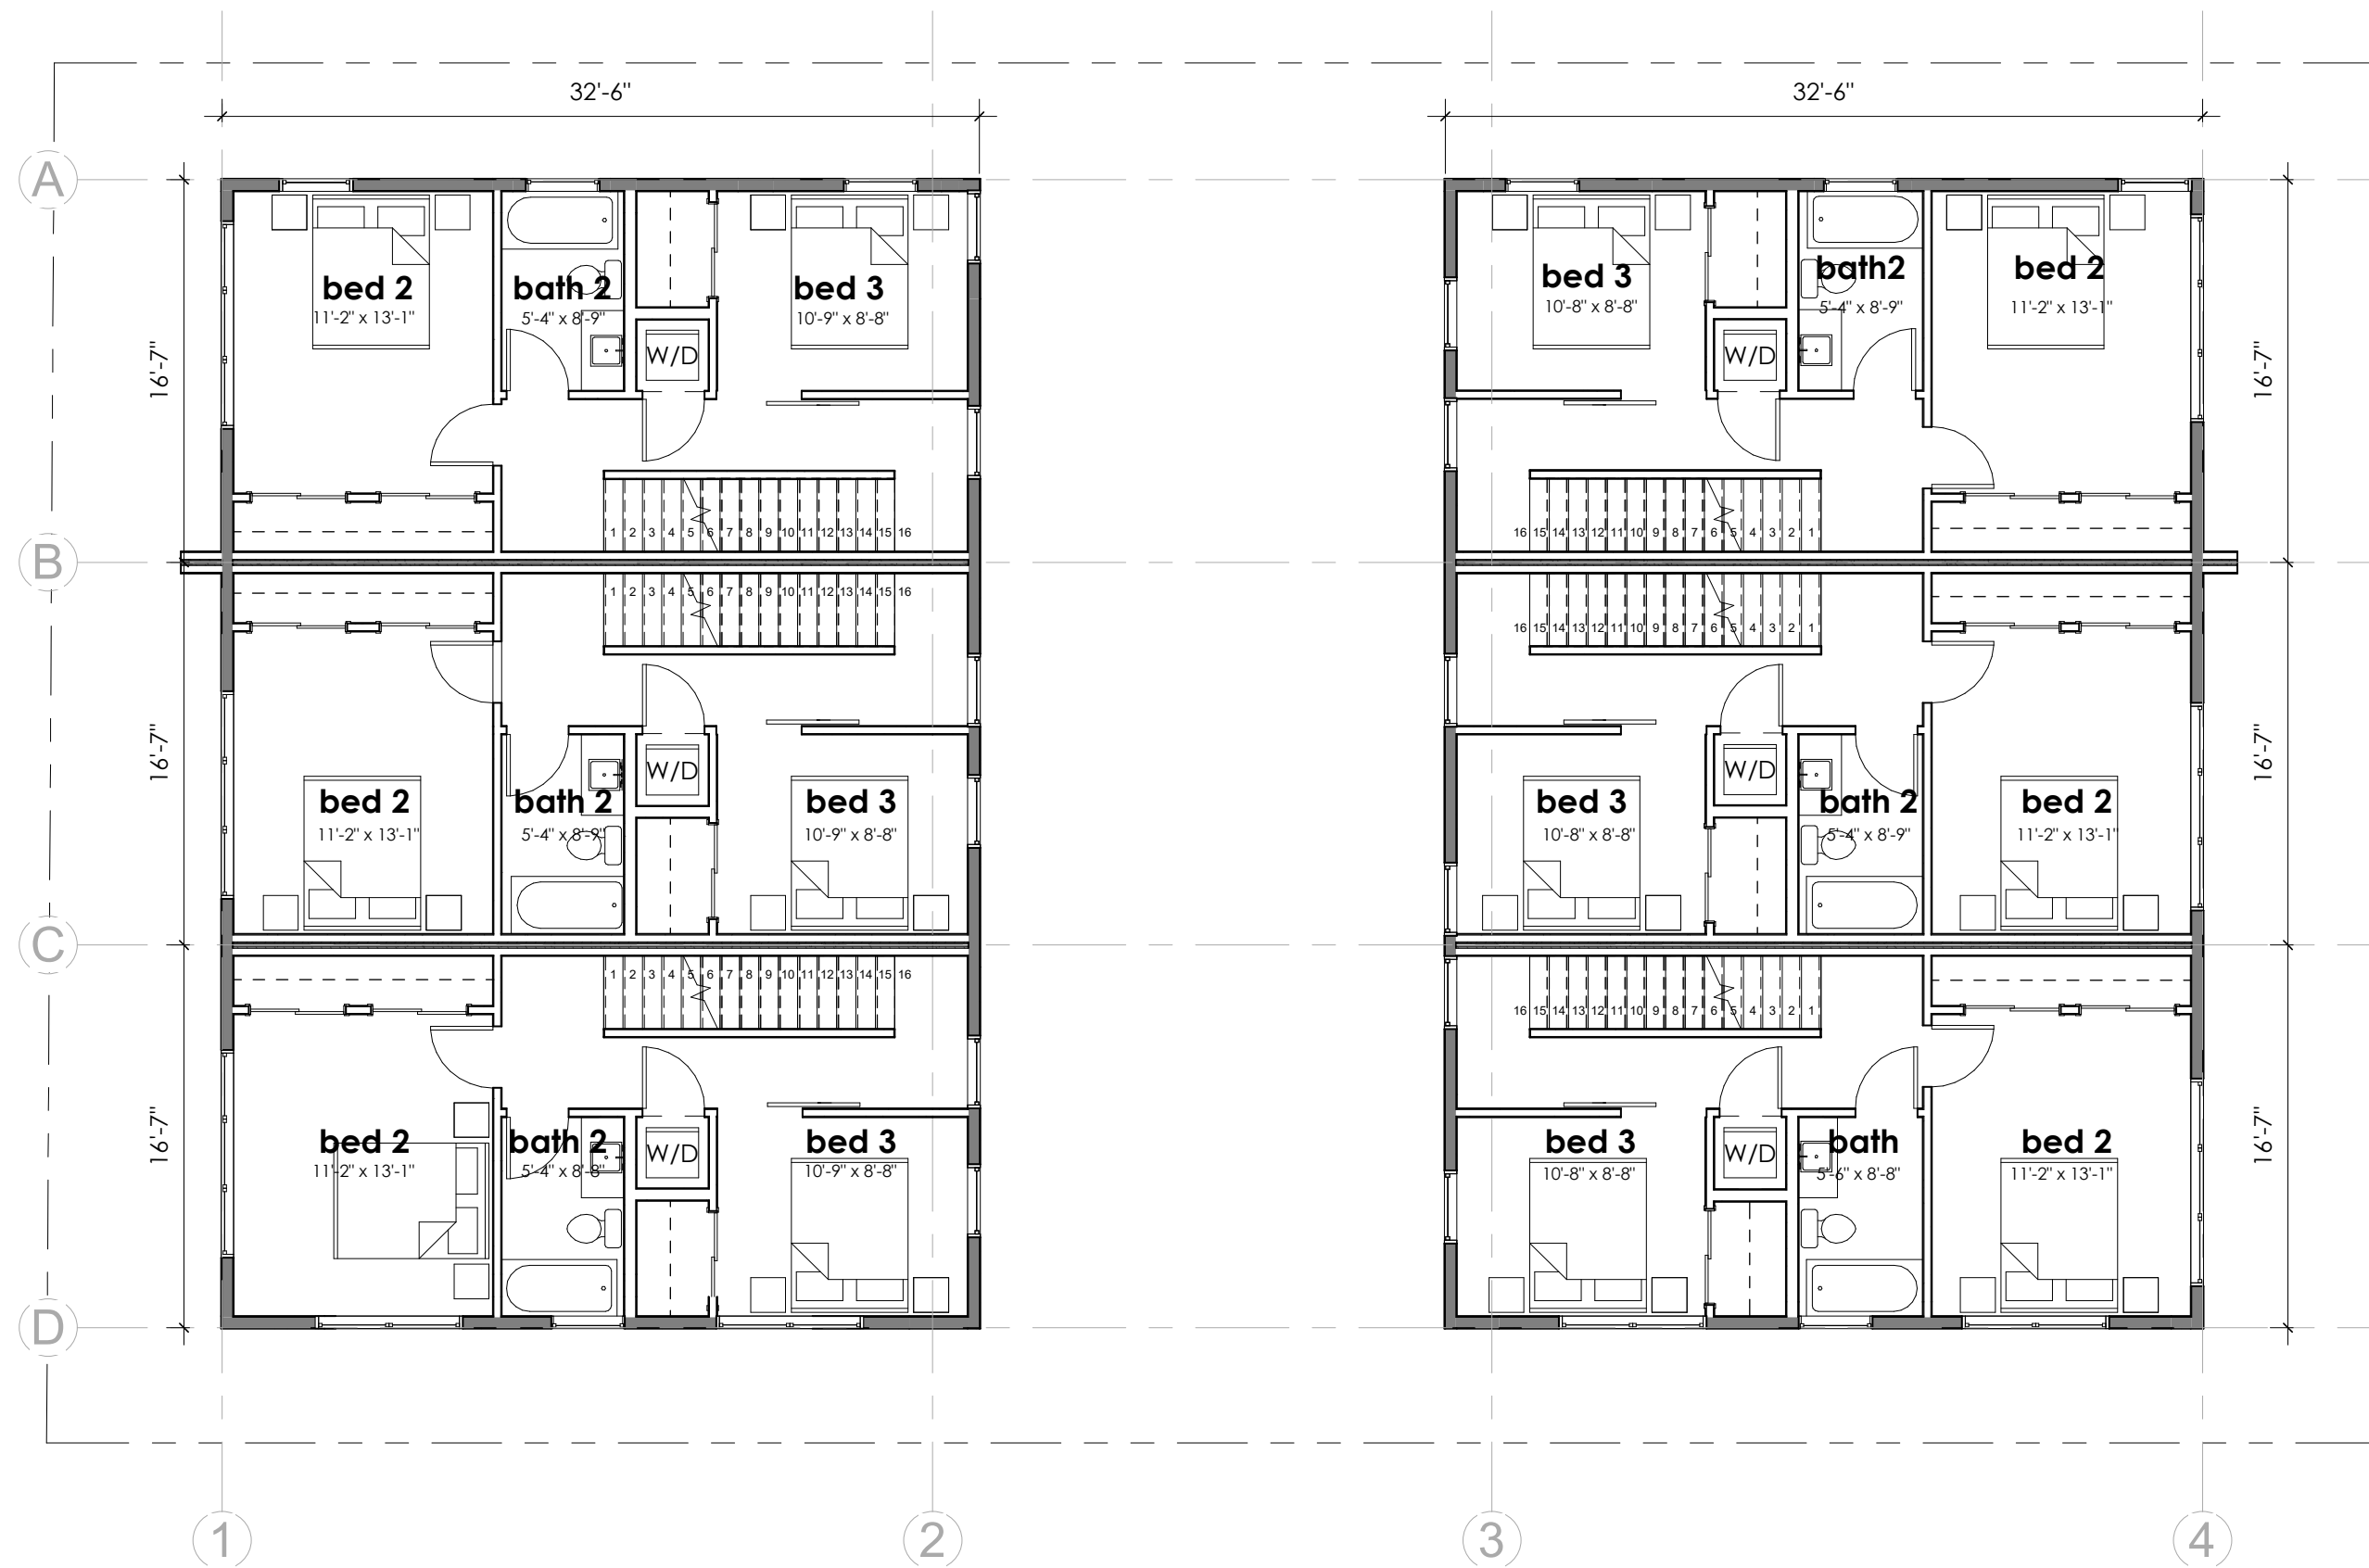 32'-6"
32'-6"
A
bed 2
11'-2" x 13'-1"
bath 2
5'-4" x 8'-9"
W/D
bed 3
10'-9" x 8'-8"
bed 3
10'-8" x 8'-8"
W/D
bath2
5'-4" x 8'-9"
bed 2
11'-2" x 13'-1"
16'-7"
16'-7"
1 2 3 4 5 6 7 8 9 10 11 12 13 14 15 16
16 15 14 13 12 11 10 9 8 7 6 5 4 3 2 1
B
1 2 3 4 5 6 7 8 9 10 11 12 13 14 15 16
16 15 14 13 12 11 10 9 8 7 6 5 4 3 2 1
16'-7"
16'-7"
bed 2
11'-2" x 13'-1"
bath 2
5'-4" x 8'-9"
W/D
bed 3
10'-9" x 8'-8"
bed 3
10'-8" x 8'-8"
W/D
bath 2
5'-4" x 8'-9"
bed 2
11'-2" x 13'-1"
C
1 2 3 4 5 6 7 8 9 10 11 12 13 14 15 16
16 15 14 13 12 11 10 9 8 7 6 5 4 3 2 1
16'-7"
16'-7"
bed 2
11'-2" x 13'-1"
bath 2
5'-4" x 8'-8"
W/D
bed 3
10'-9" x 8'-8"
bed 3
10'-8" x 8'-8"
W/D
bath
5'-6" x 8'-8"
bed 2
11'-2" x 13'-1"
D
1
2
3
4